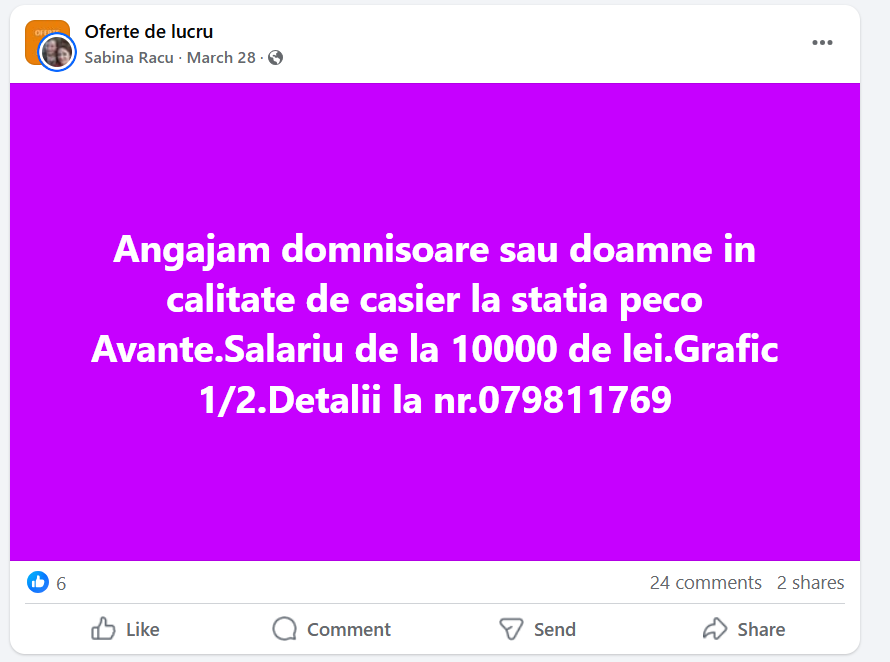 Oferte de lucru
Sabina Racu · March 28 ·
Angajam domnisoare sau doamne in
calitate de casier la statia peco
Avante.Salariu de la 10000 de lei.Grafic
1/2.Detalii la nr.079811769
6
24 comments 2 shares
Like Comment Send Share